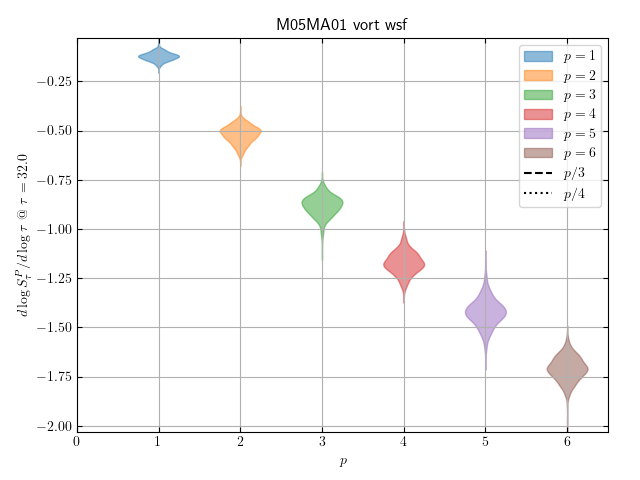 M05MA01 vort wsf
d log S_τ^P / d log τ @ τ = 32.0
−0.25
−0.50
−0.75
−1.00
−1.25
−1.50
−1.75
−2.00
p = 1
p = 2
p = 3
p = 4
p = 5
p = 6
p/3
p/4
0 1 2 3 4 5 6
p